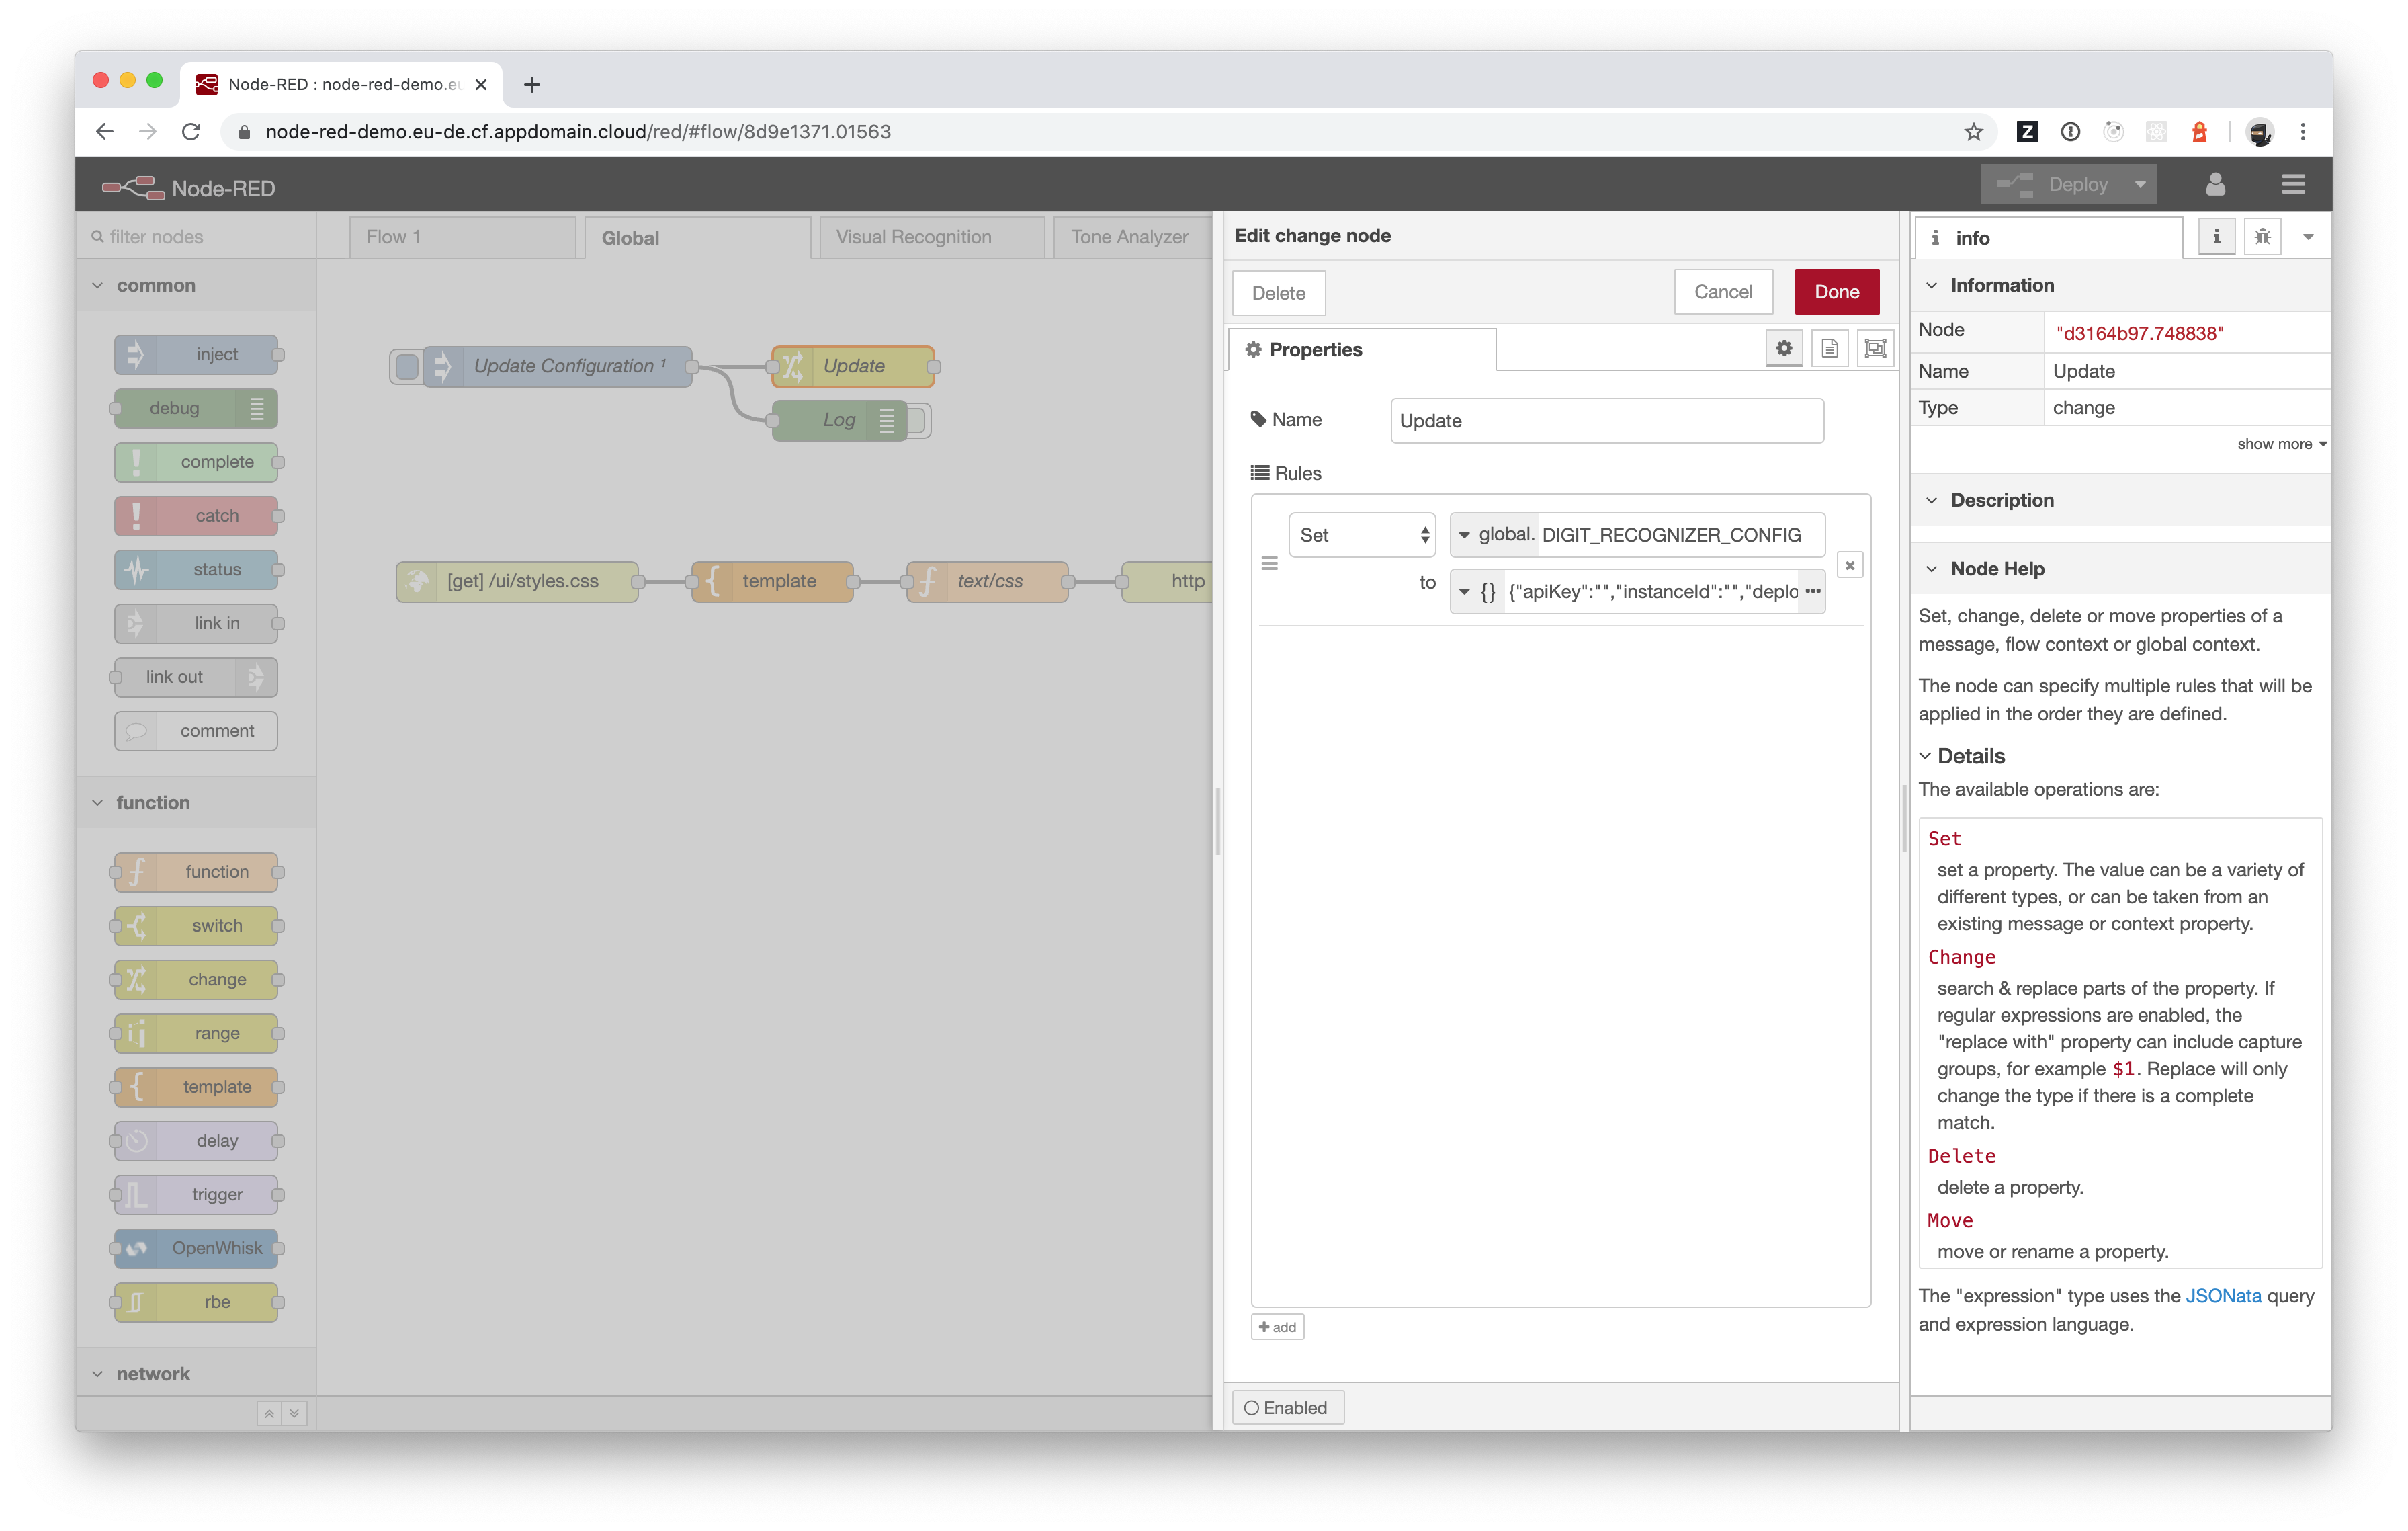 Node-RED : node-red-demo.eu
node-red-demo.eu-de.cf.appdomain.cloud/red/#flow/8d9e1371.01563
Node-RED
Deploy
filter nodes
Flow 1
Global
Visual Recognition
Tone Analyzer
common
inject
debug
complete
catch
status
link in
link out
comment
function
function
switch
change
range
template
delay
trigger
OpenWhisk
rbe
network
Update Configuration ¹
Update
Log
[get] /ui/styles.css
template
text/css
http
Edit change node
Delete
Cancel
Done
Properties
Name
Update
Rules
Set
global. DIGIT_RECOGNIZER_CONFIG
to
{} {"apiKey":"","instanceId":"","deplo
add
Enabled
info
Information
Node "d3164b97.748838"
Name Update
Type change
show more
Description
Node Help
Set, change, delete or move properties of a
message, flow context or global context.
The node can specify multiple rules that will be
applied in the order they are defined.
Details
The available operations are:
Set
set a property. The value can be a variety of
different types, or can be taken from an
existing message or context property.
Change
search & replace parts of the property. If
regular expressions are enabled, the
"replace with" property can include capture
groups, for example $1. Replace will only
change the type if there is a complete
match.
Delete
delete a property.
Move
move or rename a property.
The "expression" type uses the JSONata query
and expression language.